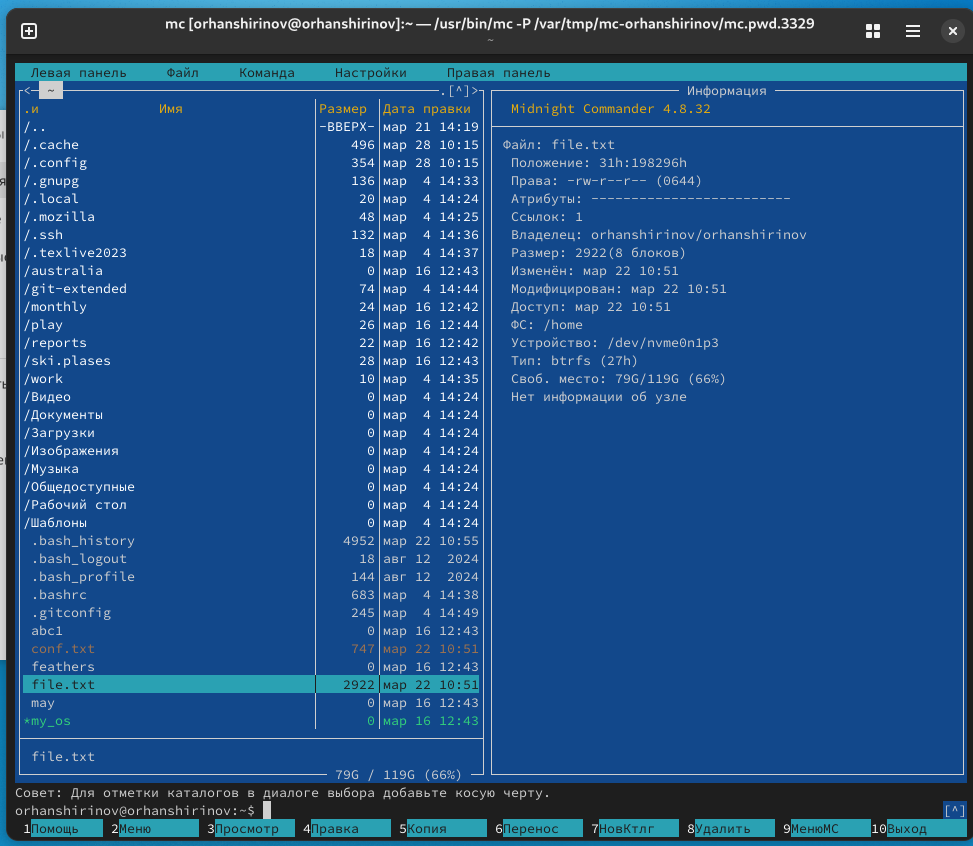 mc [orhanshirinov@orhanshirinov]:~ — /usr/bin/mc -P /var/tmp/mc-orhanshirinov/mc.pwd.3329
~
Левая панель Файл Команда Настройки Правая панель
<─ ~ .[^]>
.и Имя Размер Дата правки
/.. -ВВЕРХ- мар 21 14:19
/.cache 496 мар 28 10:15
/.config 354 мар 28 10:15
/.gnupg 136 мар 4 14:33
/.local 20 мар 4 14:24
/.mozilla 48 мар 4 14:25
/.ssh 132 мар 4 14:36
/.texlive2023 18 мар 4 14:37
/australia 0 мар 16 12:43
/git-extended 74 мар 4 14:44
/monthly 24 мар 16 12:42
/play 26 мар 16 12:44
/reports 22 мар 16 12:42
/ski.plases 28 мар 16 12:43
/work 10 мар 4 14:35
/Видео 0 мар 4 14:24
/Документы 0 мар 4 14:24
/Загрузки 0 мар 4 14:24
/Изображения 0 мар 4 14:24
/Музыка 0 мар 4 14:24
/Общедоступные 0 мар 4 14:24
/Рабочий стол 0 мар 4 14:24
/Шаблоны 0 мар 4 14:24
.bash_history 4952 мар 22 10:55
.bash_logout 18 авг 12 2024
.bash_profile 144 авг 12 2024
.bashrc 683 мар 4 14:38
.gitconfig 245 мар 4 14:49
abc1 0 мар 16 12:43
conf.txt 747 мар 22 10:51
feathers 0 мар 16 12:43
file.txt 2922 мар 22 10:51
may 0 мар 16 12:43
*my_os 0 мар 16 12:43
file.txt
79G / 119G (66%)
Информация
Midnight Commander 4.8.32
Файл: file.txt
Положение: 31h:198296h
Права: -rw-r--r-- (0644)
Атрибуты: -------------------------
Ссылок: 1
Владелец: orhanshirinov/orhanshirinov
Размер: 2922(8 блоков)
Изменён: мар 22 10:51
Модифицирован: мар 22 10:51
Доступ: мар 22 10:51
ФС: /home
Устройство: /dev/nvme0n1p3
Тип: btrfs (27h)
Своб. место: 79G/119G (66%)
Нет информации об узле
Совет: Для отметки каталогов в диалоге выбора добавьте косую черту.
orhanshirinov@orhanshirinov:~$ [^]
1Помощь 2Меню 3Просмотр 4Правка 5Копия 6Перенос 7НовКтлг 8Удалить 9МенюМС 10Выход